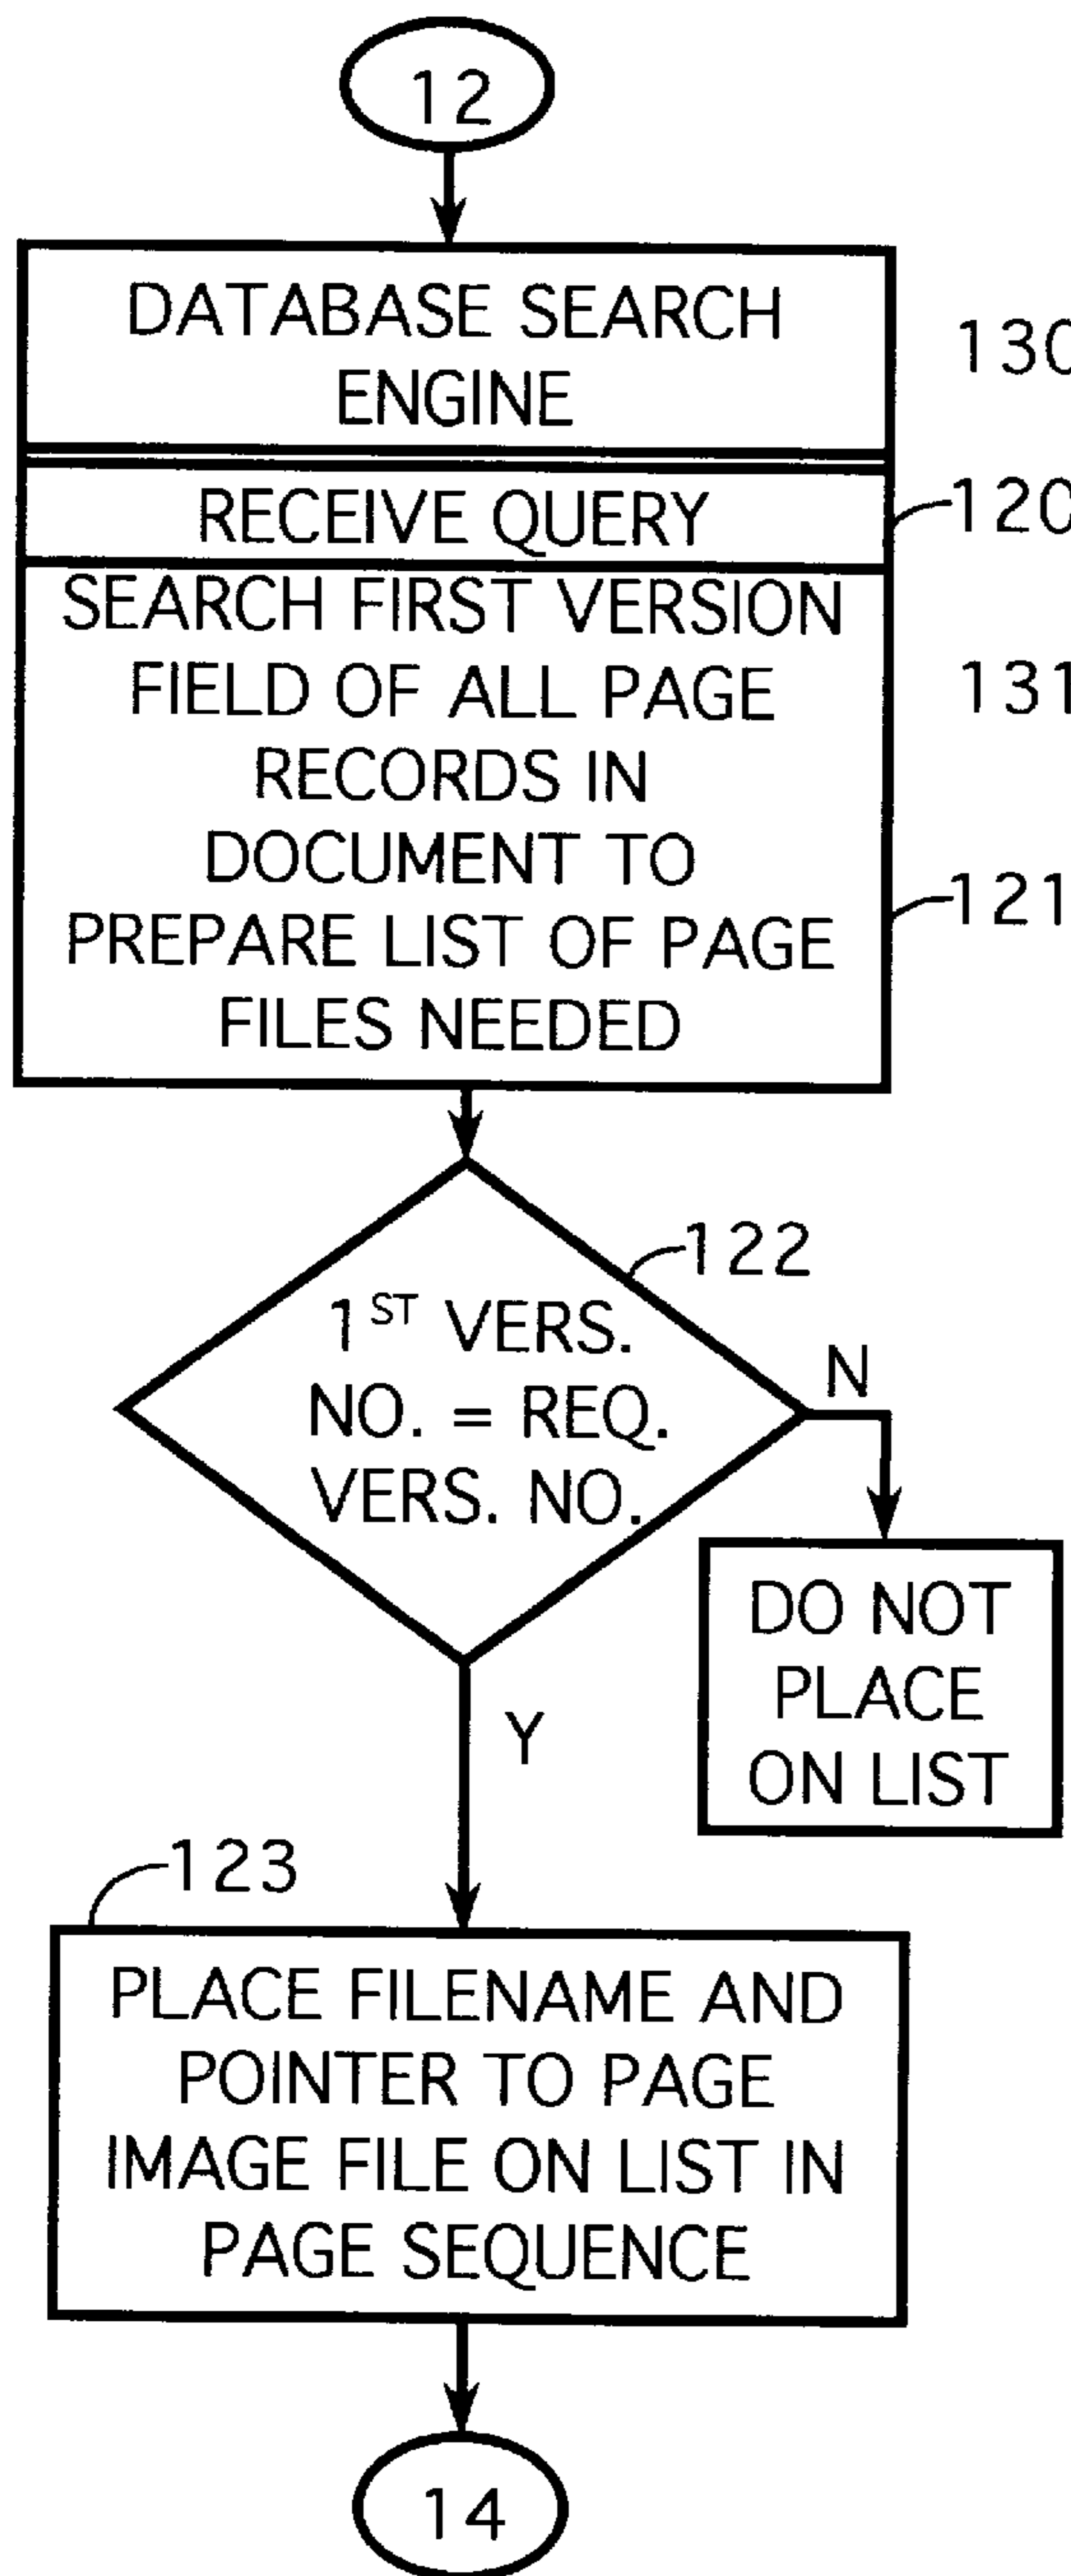 12
DATABASE SEARCH
ENGINE
130
RECEIVE QUERY
120
SEARCH FIRST VERSION
FIELD OF ALL PAGE
131
RECORDS IN
DOCUMENT TO
121
PREPARE LIST OF PAGE
FILES NEEDED
122
1ST VERS.
NO. = REQ.
VERS. NO.
N
DO NOT
PLACE
ON LIST
Y
123
PLACE FILENAME AND
POINTER TO PAGE
IMAGE FILE ON LIST IN
PAGE SEQUENCE
14